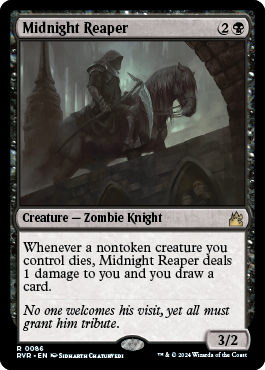 Midnight Reaper 2
Creature — Zombie Knight
Whenever a nontoken creature you
control dies, Midnight Reaper deals
1 damage to you and you draw a
card.
No one welcomes his visit, yet all must
grant him tribute.
3/2
R 0086
RVR • EN Sidharth Chaturvedi
™ & © 2024 Wizards of the Coast